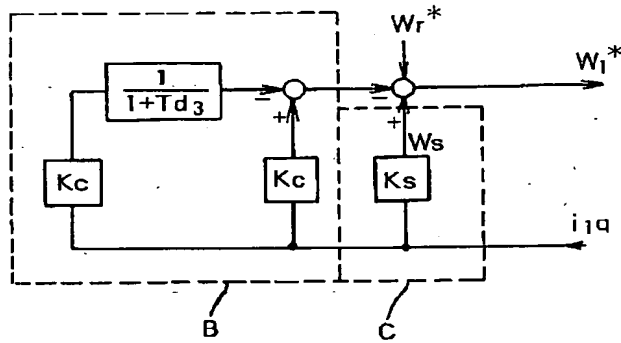 Wr*
1
1+Td3
−
−
W1*
+
+
Ws
Kc
Kc
Ks
i1q
B
C